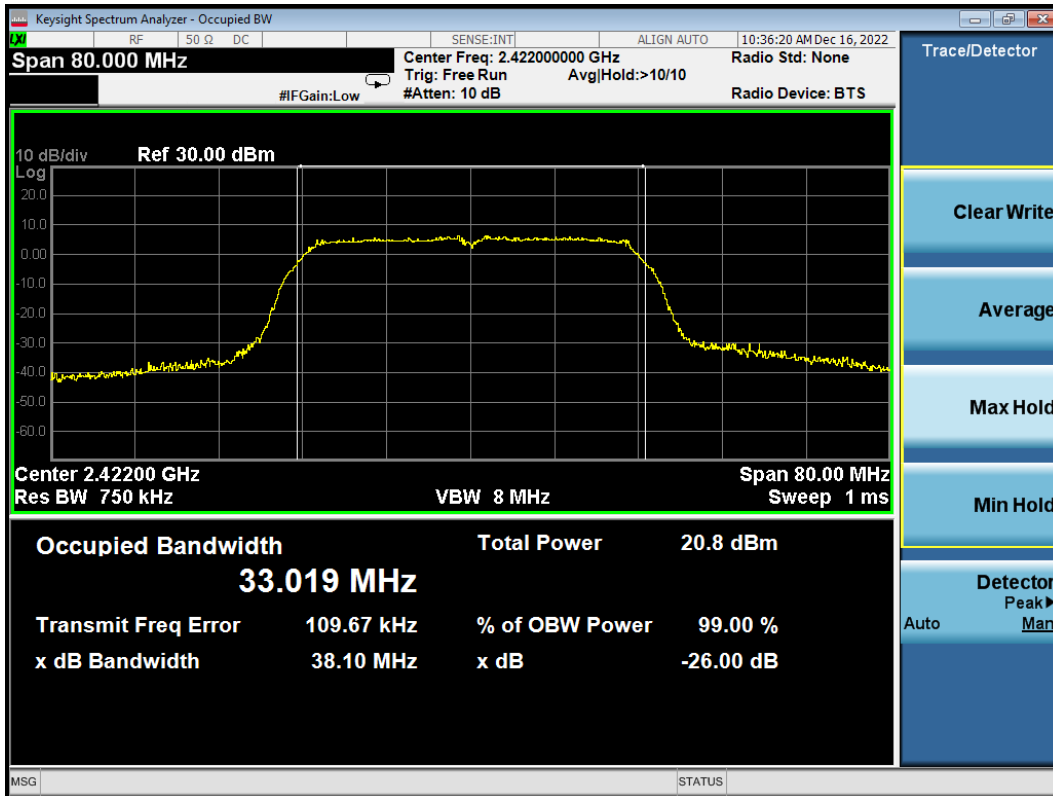 Keysight Spectrum Analyzer - Occupied BW
LXI RF 50 Ω DC SENSE:INT ALIGN AUTO 10:36:20 AM Dec 16, 2022
Span 80.000 MHz
Center Freq: 2.422000000 GHz Radio Std: None
Trig: Free Run Avg|Hold:>10/10
#IFGain:Low #Atten: 10 dB Radio Device: BTS
10 dB/div Ref 30.00 dBm
Log
20.0
10.0
0.00
-10.0
-20.0
-30.0
-40.0
-50.0
-60.0
Center 2.42200 GHz Span 80.00 MHz
Res BW 750 kHz VBW 8 MHz Sweep 1 ms
Occupied Bandwidth Total Power 20.8 dBm
33.019 MHz
Transmit Freq Error 109.67 kHz % of OBW Power 99.00 %
x dB Bandwidth 38.10 MHz x dB -26.00 dB
MSG STATUS
Trace/Detector
Clear Write
Average
Max Hold
Min Hold
Detector
Peak▶
Auto Man